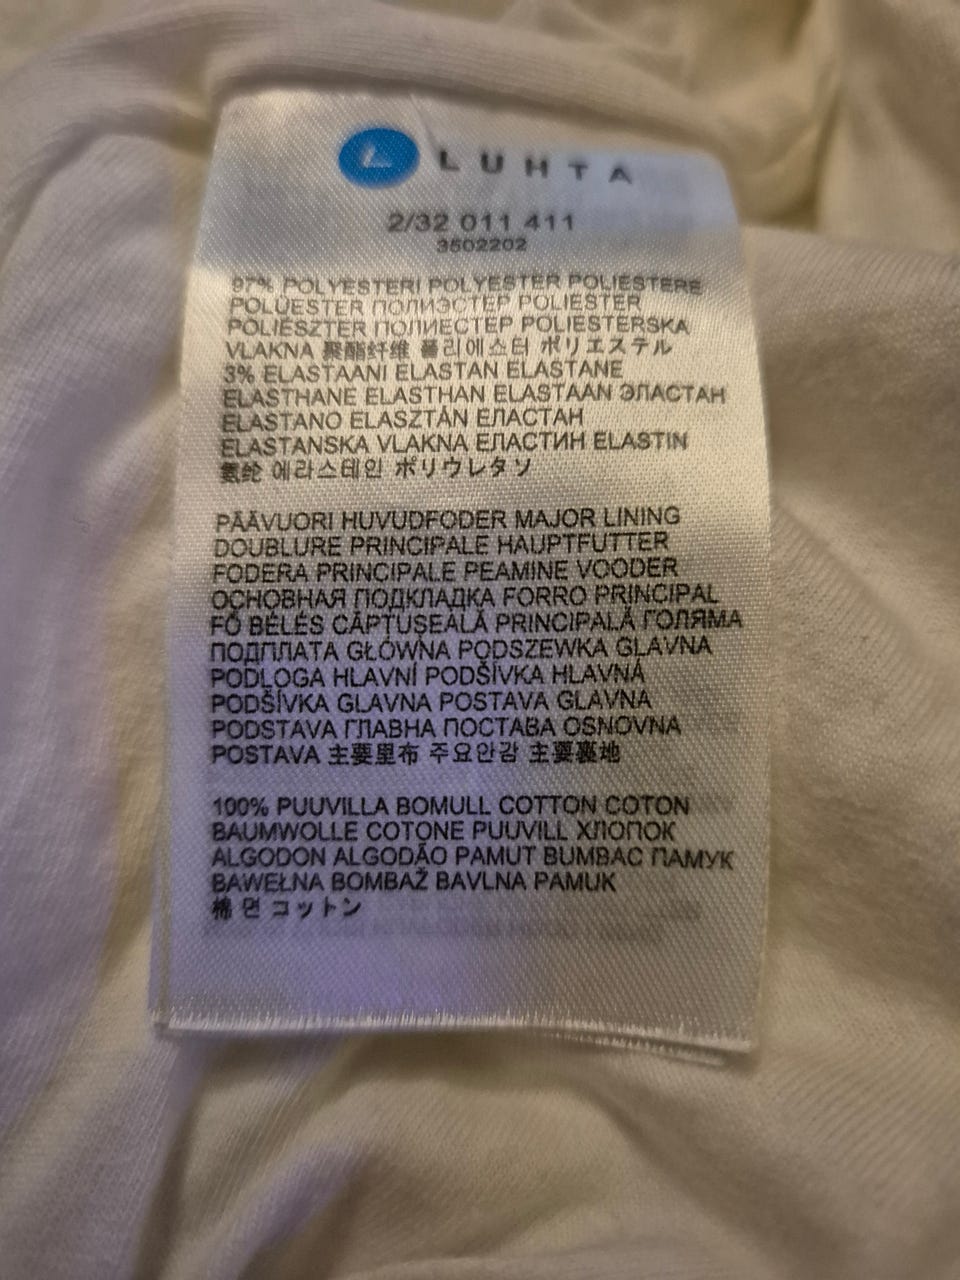 L LUHTA
2/32 011 411
3502202
97% POLYESTERI POLYESTER POLIESTERE
POLÜESTER ПОЛИЭСТЕР POLIESTER
POLIÉSZTER ПОЛИЕСТЕР POLIESTERSKA
VLAKNA 聚酯纤维 폴리에스터 ポリエステル
3% ELASTAANI ELASTAN ELASTANE
ELASTHANE ELASTHAN ELASTAAN ЭЛАСТАН
ELASTANO ELASZTÁN ЕЛАСТАН
ELASTANSKA VLAKNA ЕЛАСТИН ELASTIN
氨纶 에라스테인 ポリウレタソ
PÄÄVUORI HUVUDFODER MAJOR LINING
DOUBLURE PRINCIPALE HAUPTFUTTER
FODERA PRINCIPALE PEAMINE VOODER
ОСНОВНАЯ ПОДКЛАДКА FORRO PRINCIPAL
FŐ BÉLÉS CĂPTUȘEALĂ PRINCIPALĂ ГОЛЯМА
ПОДПЛАТА GŁÓWNA PODSZEWKA GLAVNA
PODLOGA HLAVNÍ PODŠÍVKA HLAVNÁ
PODŠÍVKA GLAVNA POSTAVA GLAVNA
PODSTAVA ГЛАВНА ПОСТАВА OSNOVNA
POSTAVA 主要里布 주요안감 主要裏地
100% PUUVILLA BOMULL COTTON COTON
BAUMWOLLE COTONE PUUVILL ХЛОПОК
ALGODON ALGODÃO PAMUT BUMBAC ПАМУК
BAWEŁNA BOMBAŽ BAVLNA PAMUK
棉 면 コットン